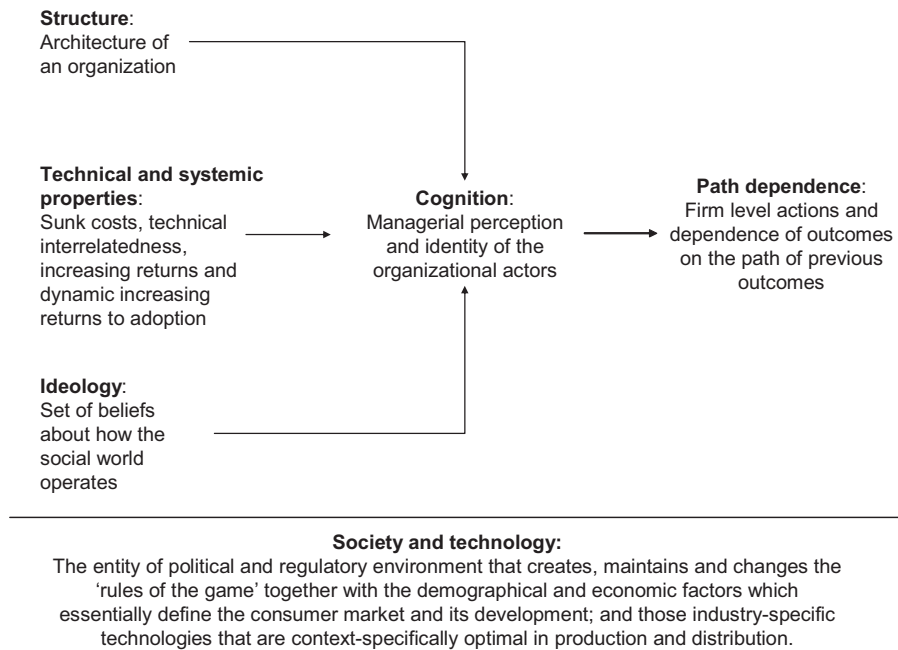 Structure:
Architecture of
an organization
Technical and systemic
properties:
Sunk costs, technical
interrelatedness,
increasing returns and
dynamic increasing
returns to adoption
Cognition:
Managerial perception
and identity of the
organizational actors
Path dependence:
Firm level actions and
dependence of outcomes
on the path of previous
outcomes
Ideology:
Set of beliefs
about how the
social world
operates
Society and technology:
The entity of political and regulatory environment that creates, maintains and changes the
‘rules of the game’ together with the demographical and economic factors which
essentially define the consumer market and its development; and those industry-specific
technologies that are context-specifically optimal in production and distribution.